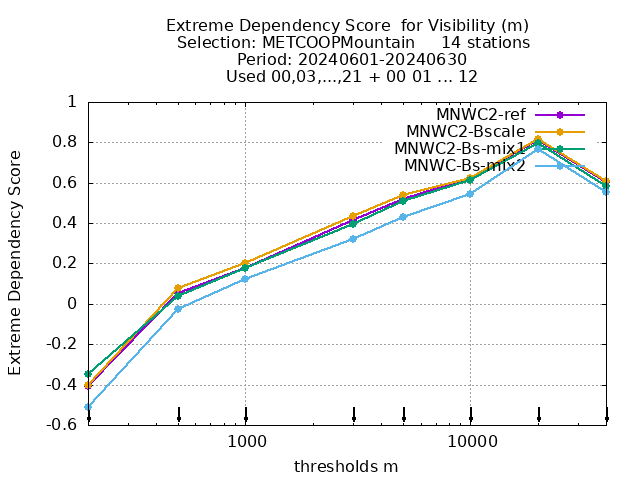 Extreme Dependency Score  for Visibility (m)
Selection: METCOOPMountain     14 stations
Period: 20240601-20240630
Used 00,03,...,21 + 00 01 ... 12
MNWC2-ref
MNWC2-Bscale
MNWC2-Bs-mix1
MNWC-Bs-mix2
Extreme Dependency Score
1
0.8
0.6
0.4
0.2
0
-0.2
-0.4
-0.6
1000
10000
thresholds m